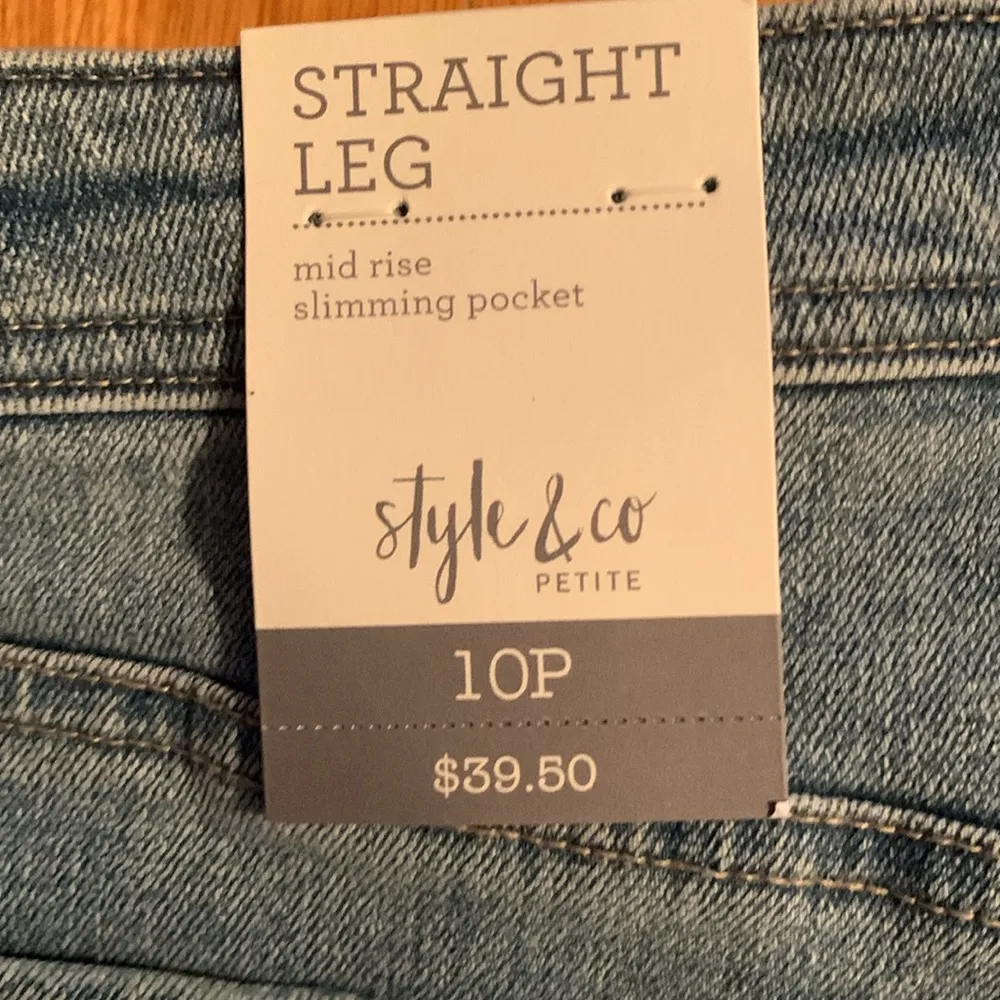 STRAIGHT
LEG
mid rise
slimming pocket
style & co
PETITE
10P
$39.50